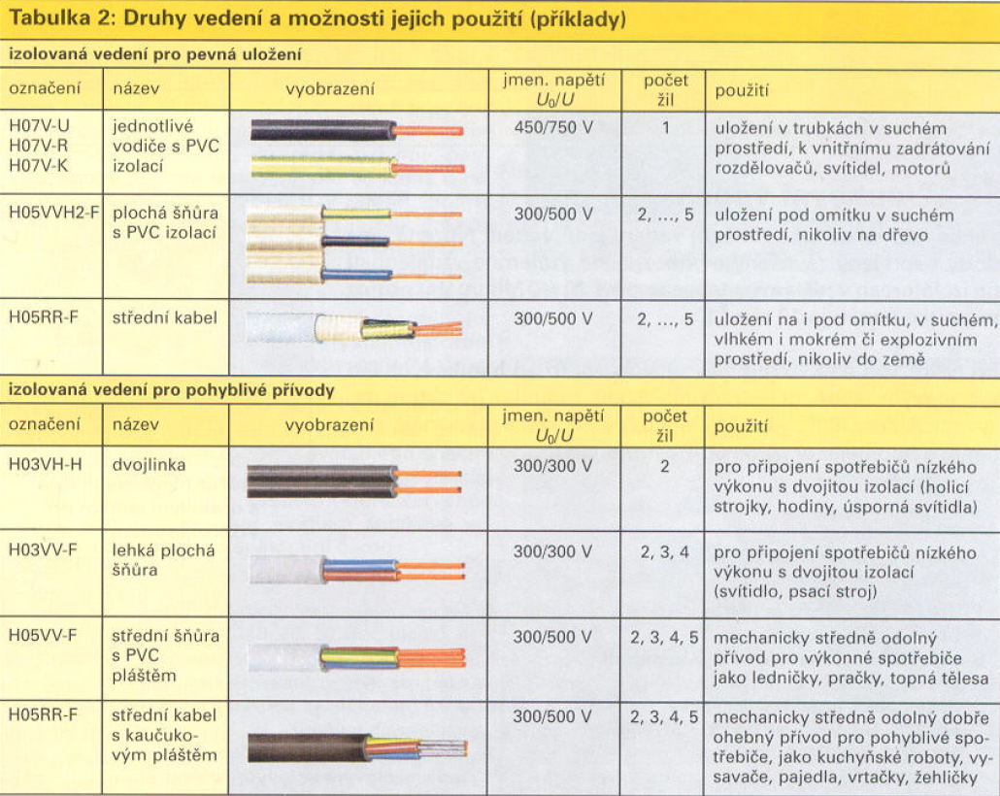 Tabulka 2: Druhy vedení a možnosti jejich použití (příklady)
izolovaná vedení pro pevná uložení
označení název vyobrazení jmen. napětí U₀/U počet žil použití
H07V-U
H07V-R
H07V-K
jednotlivé
vodiče s PVC
izolací
450/750 V
1
uložení v trubkách v suchém
prostředí, k vnitřnímu zadrátování
rozdělovačů, svítidel, motorů
H05VVH2-F
plochá šňůra
s PVC izolací
300/500 V
2, ..., 5
uložení pod omítku v suchém
prostředí, nikoliv na dřevo
H05RR-F
střední kabel
300/500 V
2, ..., 5
uložení na i pod omítku, v suchém,
vlhkém i mokrém či explozivním
prostředí, nikoliv do země
izolovaná vedení pro pohyblivé přívody
označení název vyobrazení jmen. napětí U₀/U počet žil použití
H03VH-H
dvojlinka
300/300 V
2
pro připojení spotřebičů nízkého
výkonu s dvojitou izolací (holicí
strojky, hodiny, úsporná svítidla)
H03VV-F
lehká plochá
šňůra
300/300 V
2, 3, 4
pro připojení spotřebičů nízkého
výkonu s dvojitou izolací
(svítidlo, psací stroj)
H05VV-F
střední šňůra
s PVC
pláštěm
300/500 V
2, 3, 4, 5
mechanicky středně odolný
přívod pro výkonné spotřebiče
jako ledničky, pračky, topná tělesa
H05RR-F
střední kabel
s kaučuko-
vým pláštěm
300/500 V
2, 3, 4, 5
mechanicky středně odolný dobře
ohebný přívod pro pohyblivé spo-
třebiče, jako kuchyňské roboty, vy-
savače, pajedla, vrtačky, žehličky